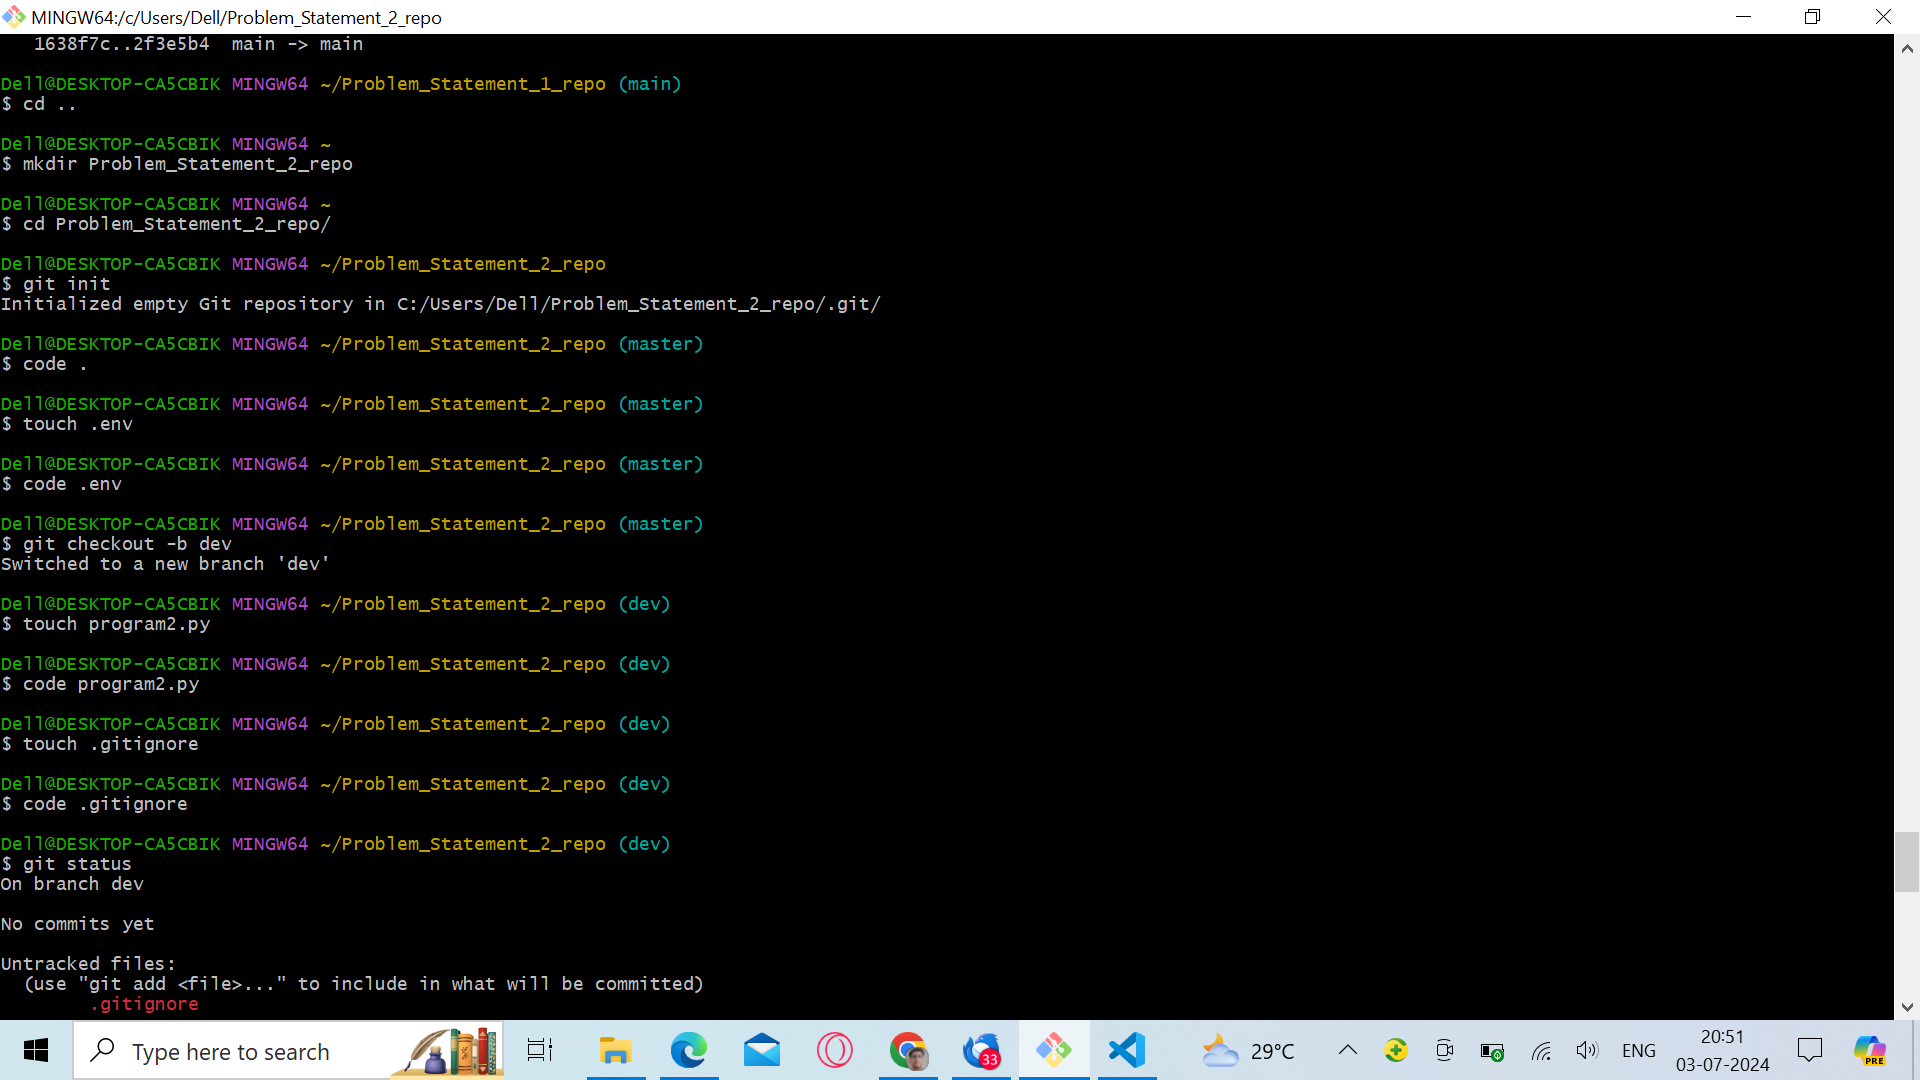 MINGW64:/c/Users/Dell/Problem_Statement_2_repo
1638f7c..2f3e5b4  main -> main
Dell@DESKTOP-CA5CBIK MINGW64 ~/Problem_Statement_1_repo (main)
$ cd ..
Dell@DESKTOP-CA5CBIK MINGW64 ~
$ mkdir Problem_Statement_2_repo
Dell@DESKTOP-CA5CBIK MINGW64 ~
$ cd Problem_Statement_2_repo/
Dell@DESKTOP-CA5CBIK MINGW64 ~/Problem_Statement_2_repo
$ git init
Initialized empty Git repository in C:/Users/Dell/Problem_Statement_2_repo/.git/
Dell@DESKTOP-CA5CBIK MINGW64 ~/Problem_Statement_2_repo (master)
$ code .
Dell@DESKTOP-CA5CBIK MINGW64 ~/Problem_Statement_2_repo (master)
$ touch .env
Dell@DESKTOP-CA5CBIK MINGW64 ~/Problem_Statement_2_repo (master)
$ code .env
Dell@DESKTOP-CA5CBIK MINGW64 ~/Problem_Statement_2_repo (master)
$ git checkout -b dev
Switched to a new branch 'dev'
Dell@DESKTOP-CA5CBIK MINGW64 ~/Problem_Statement_2_repo (dev)
$ touch program2.py
Dell@DESKTOP-CA5CBIK MINGW64 ~/Problem_Statement_2_repo (dev)
$ code program2.py
Dell@DESKTOP-CA5CBIK MINGW64 ~/Problem_Statement_2_repo (dev)
$ touch .gitignore
Dell@DESKTOP-CA5CBIK MINGW64 ~/Problem_Statement_2_repo (dev)
$ code .gitignore
Dell@DESKTOP-CA5CBIK MINGW64 ~/Problem_Statement_2_repo (dev)
$ git status
On branch dev
No commits yet
Untracked files:
(use "git add <file>..." to include in what will be committed)
.gitignore
Type here to search
33
29°C
ENG
20:51
03-07-2024
PRE